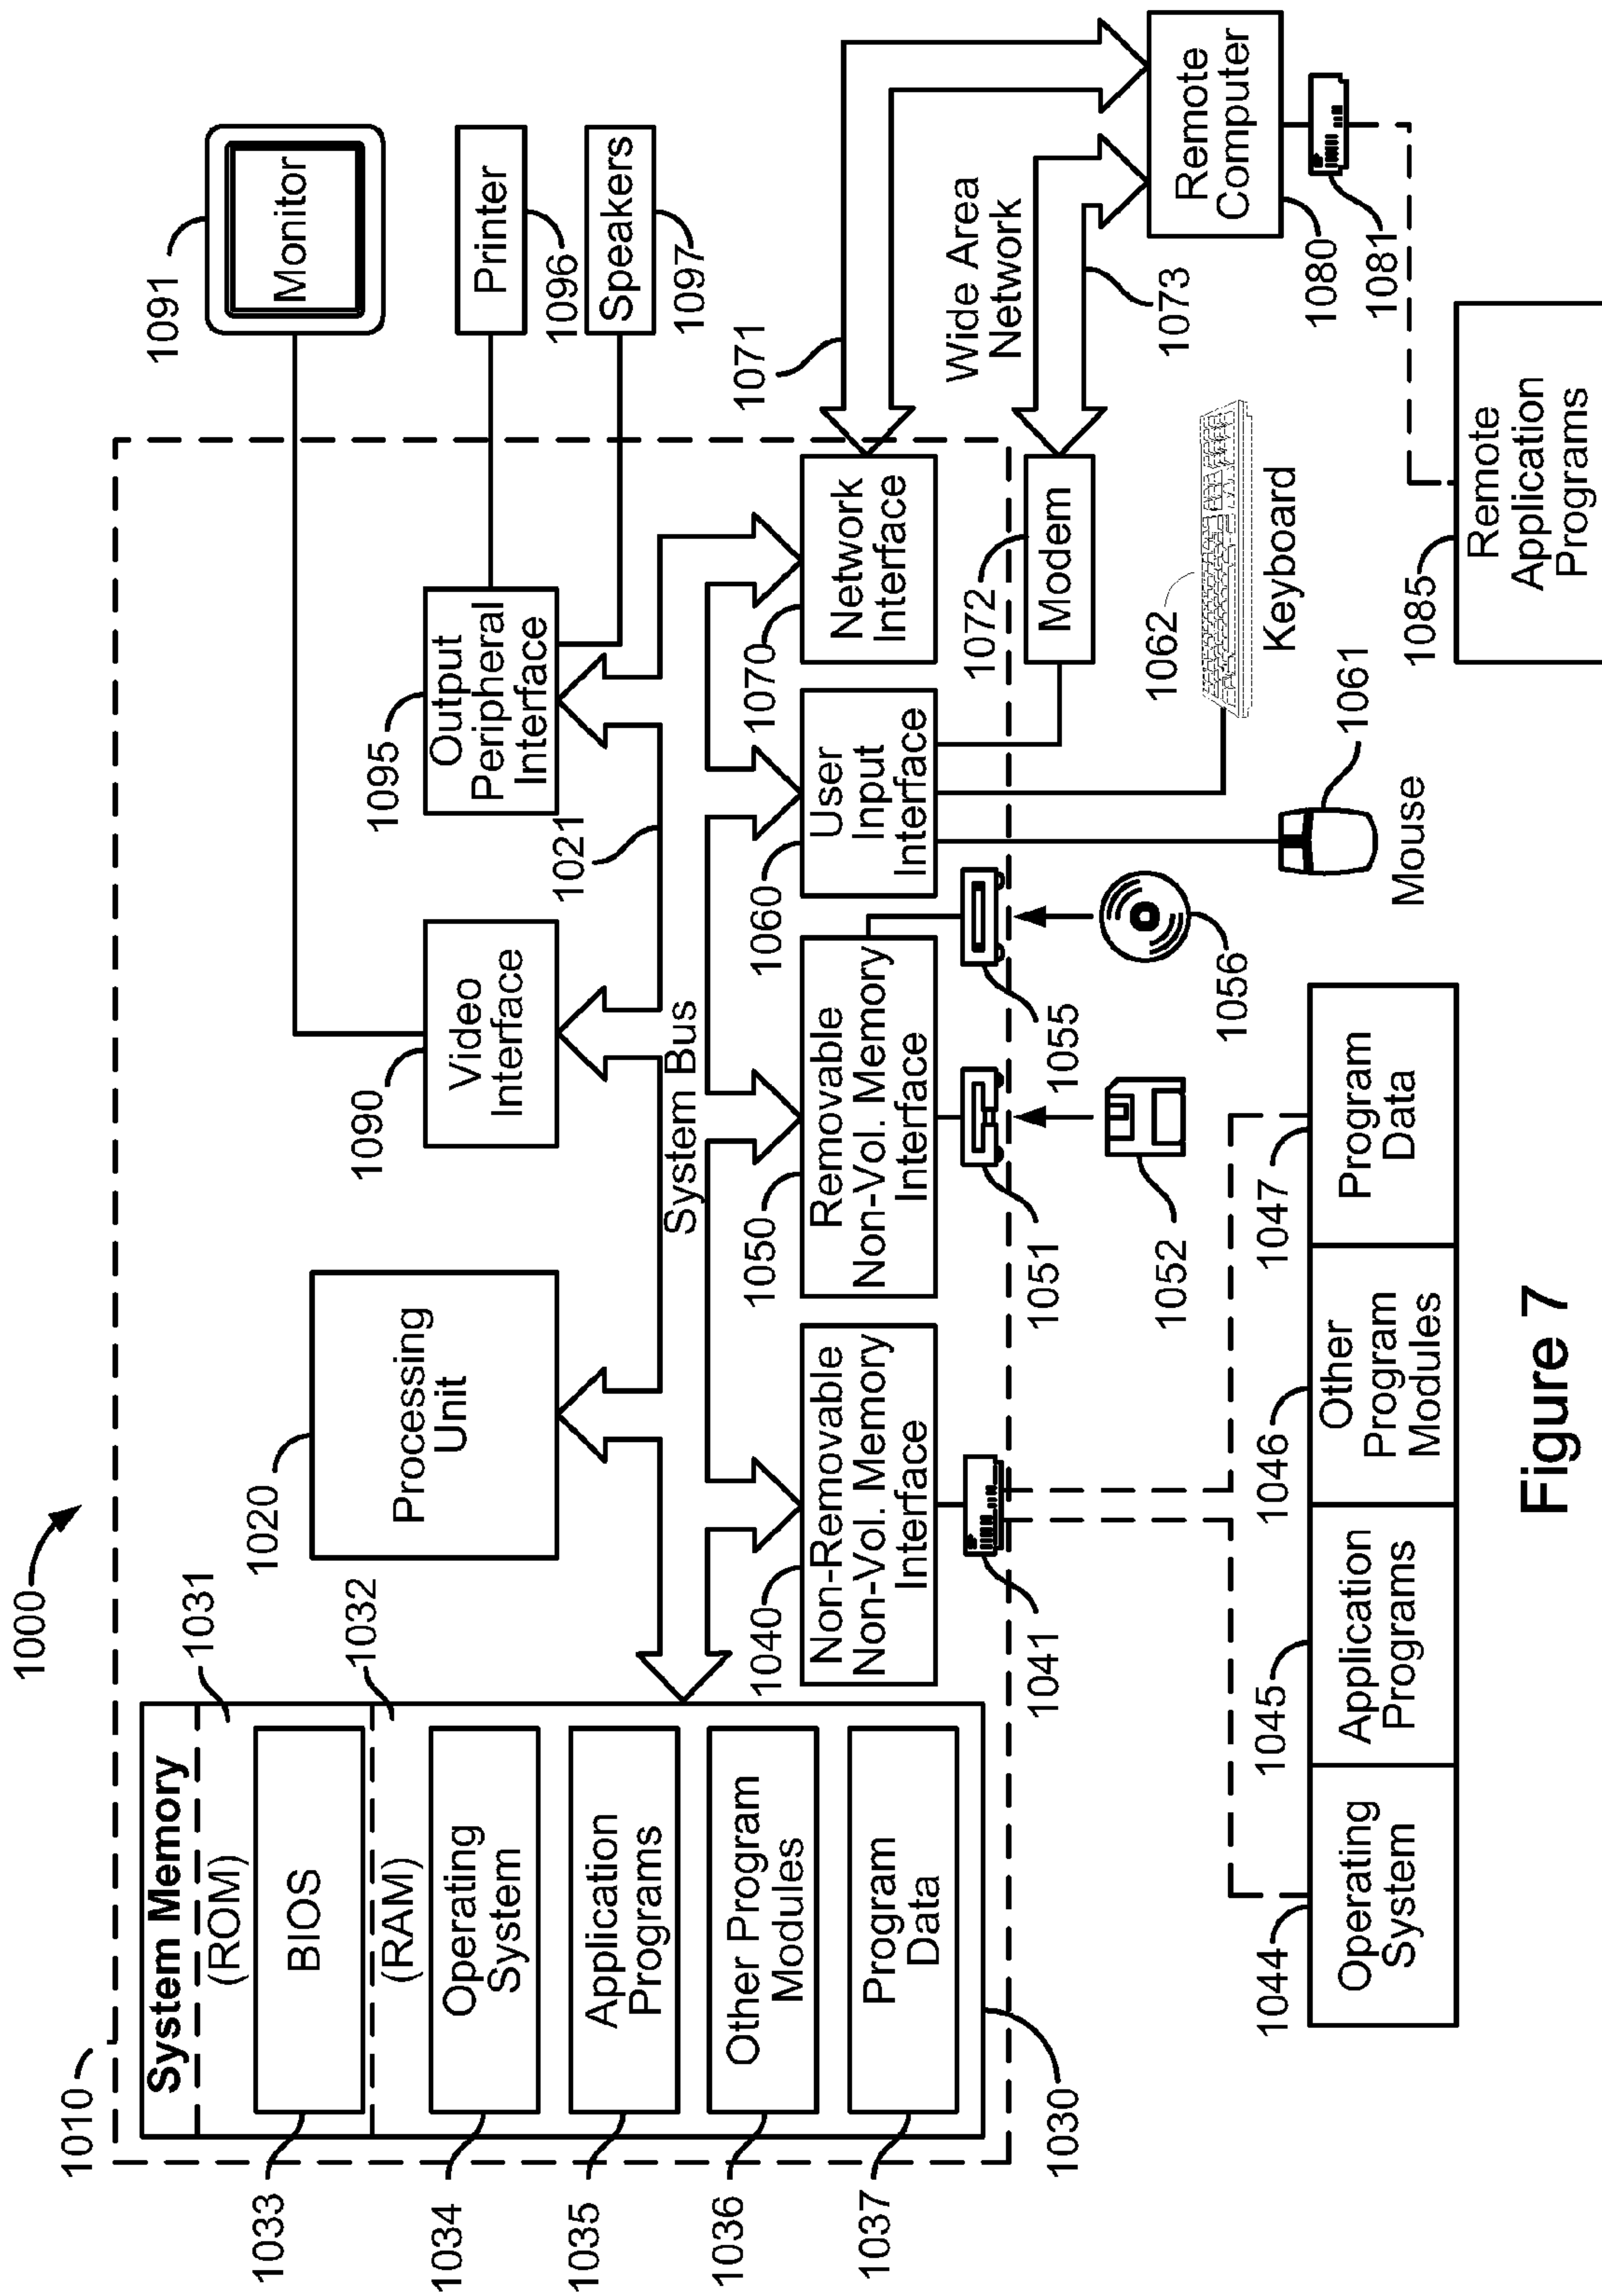 1000
1010
System Memory
(ROM)
1031
BIOS
1033
(RAM)
1032
Operating
System
1034
Application
Programs
1035
Other Program
Modules
1036
Program
Data
1037
1030
1020
Processing
Unit
1090
Video
Interface
1095
Output
Peripheral
Interface
1021
System Bus
1091
Monitor
Printer
1096
Speakers
1097
1040
Non-Removable
Non-Vol. Memory
Interface
1041
1050
Removable
Non-Vol. Memory
Interface
1051
1055
1052
1056
1060
User
Input
Interface
1070
Network
Interface
1071
1072
Modem
Wide Area
Network
1073
Remote
Computer
1080
1081
1062
Keyboard
1061
Mouse
1085
Remote
Application
Programs
1044
Operating
System
1045
Application
Programs
1046
Other
Program
Modules
1047
Program
Data
Figure 7